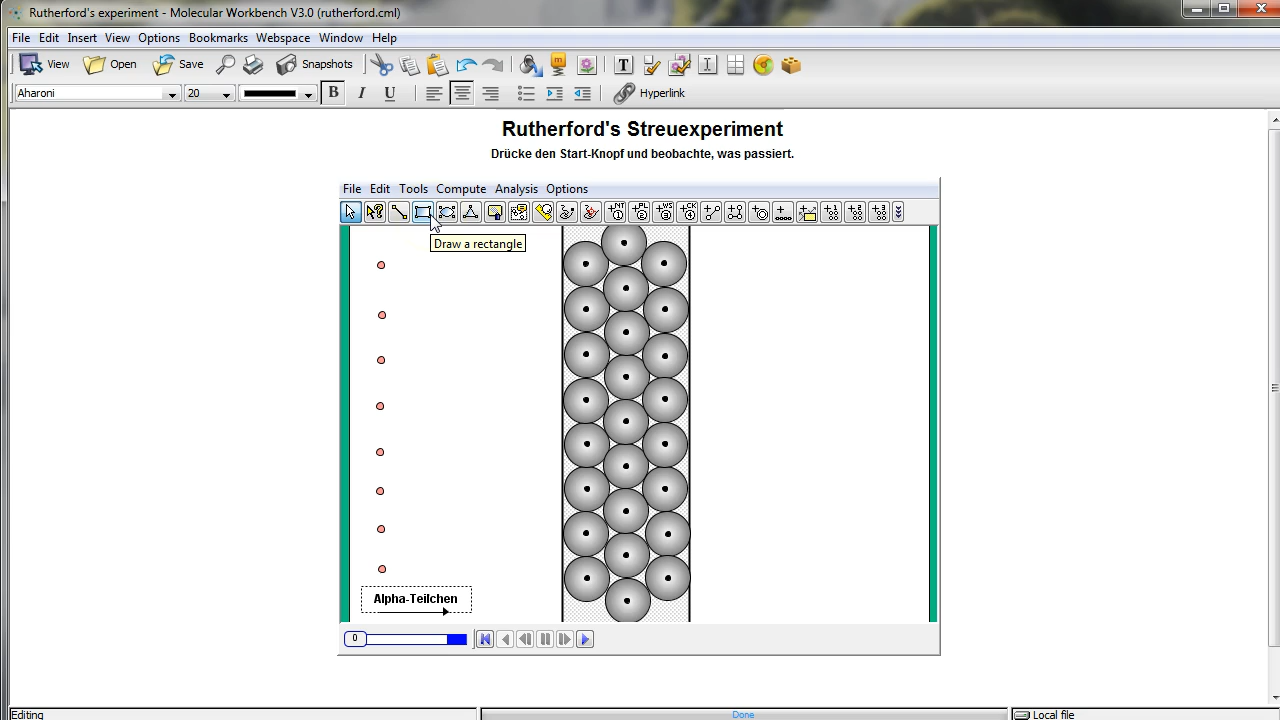 Rutherford's experiment - Molecular Workbench V3.0 (rutherford.cml)
File Edit Insert View Options Bookmarks Webspace Window Help
View Open Save Snapshots T
Aharoni 20 B I U Hyperlink
Rutherford's Streuexperiment
Drücke den Start-Knopf und beobachte, was passiert.
File Edit Tools Compute Analysis Options
Draw a rectangle
Alpha-Teilchen
0
Editing Done Local file